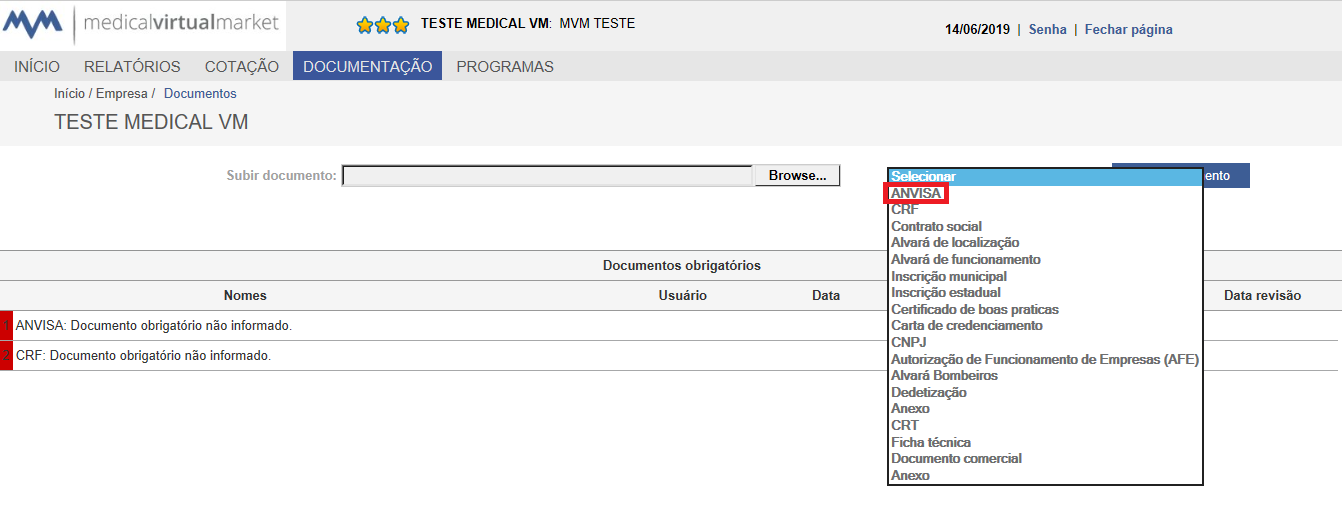 MVM | medicalvirtualmarket
TESTE MEDICAL VM: MVM TESTE
14/06/2019 | Senha | Fechar página
INÍCIO RELATÓRIOS COTAÇÃO DOCUMENTAÇÃO PROGRAMAS
Início / Empresa / Documentos
TESTE MEDICAL VM
Subir documento: Browse...
Selecionar
ANVISA
CRF
Contrato social
Alvará de localização
Alvará de funcionamento
Inscrição municipal
Inscrição estadual
Certificado de boas praticas
Carta de credenciamento
CNPJ
Autorização de Funcionamento de Empresas (AFE)
Alvará Bombeiros
Dedetização
Anexo
CRT
Ficha técnica
Documento comercial
Anexo
ento
Documentos obrigatórios
Nomes Usuário Data Data revisão
1 ANVISA: Documento obrigatório não informado.
2 CRF: Documento obrigatório não informado.